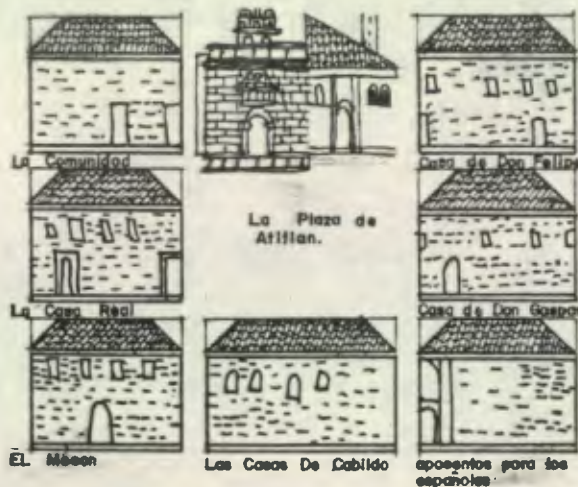 La Comunidad
Casa de Don Felipe
La Plaza de
Atitlan.
La Casa Real
Casa de Don Gaspar
EL Meson
Las Casas De Cabildo
aposentos para los
españoles